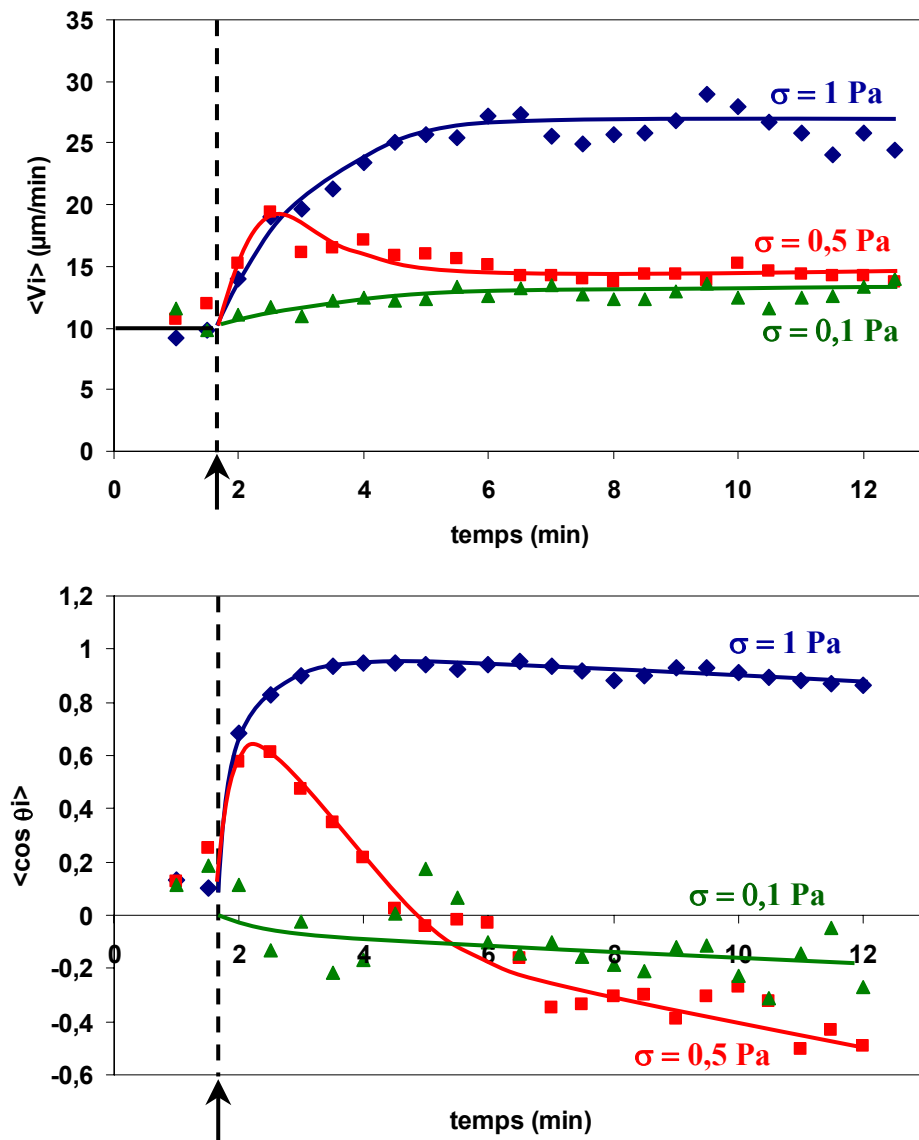 35
30
25
20
15
10
5
0
<Vi> (µm/min)
σ = 1 Pa
σ = 0,5 Pa
σ = 0,1 Pa
0 2 4 6 8 10 12
temps (min)
1,2
1
0,8
0,6
0,4
0,2
0
-0,2
-0,4
-0,6
<cos θi>
σ = 1 Pa
σ = 0,1 Pa
0 2 4 6 8 10 12
σ = 0,5 Pa
temps (min)